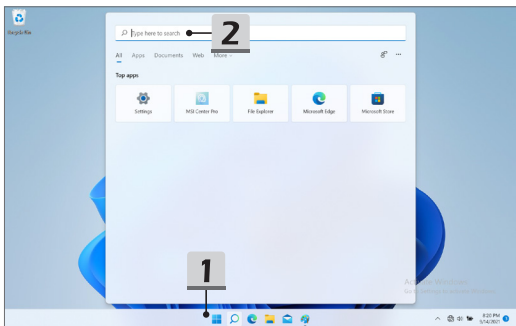 Recycle Bin
Type here to search
2
All Apps Documents Web More
Top apps
Settings
MSI Center Pro
File Explorer
Microsoft Edge
Microsoft Store
1
8:20 PM
5/14/2021